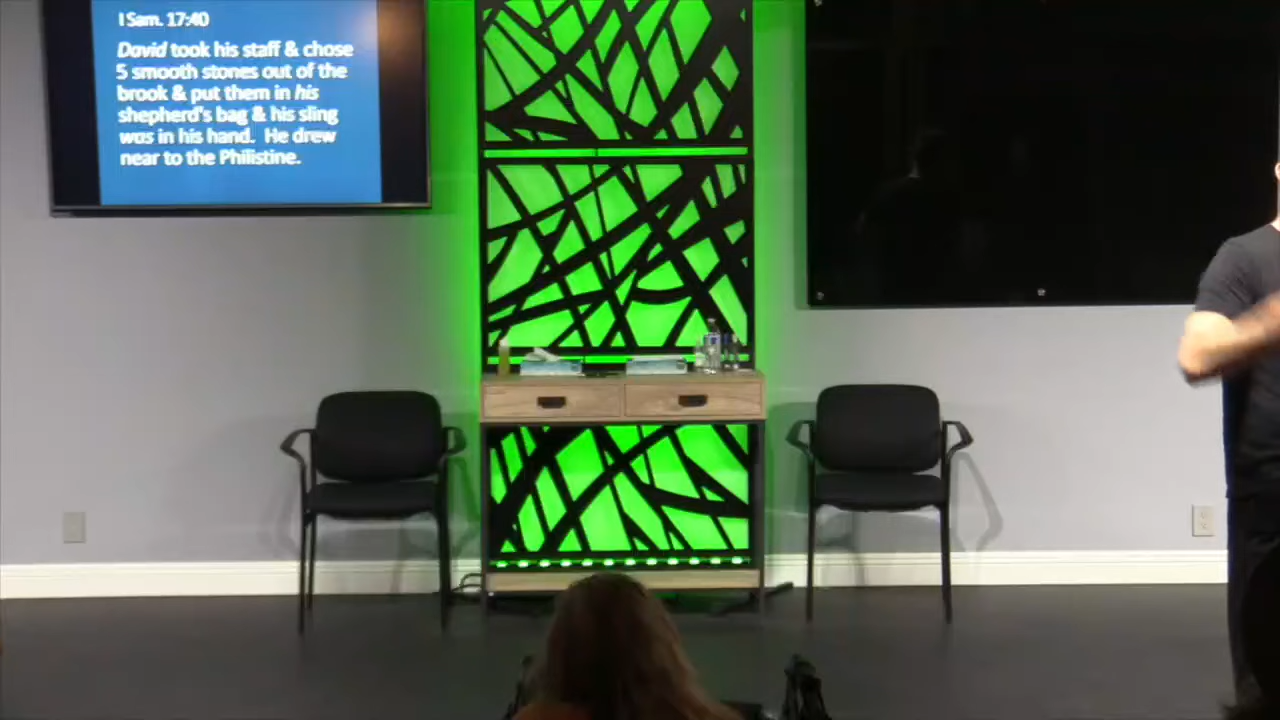 I Sam. 17:40
David took his staff & chose
5 smooth stones out of the
brook & put them in his
shepherd's bag & his sling
was in his hand. He drew
near to the Philistine.